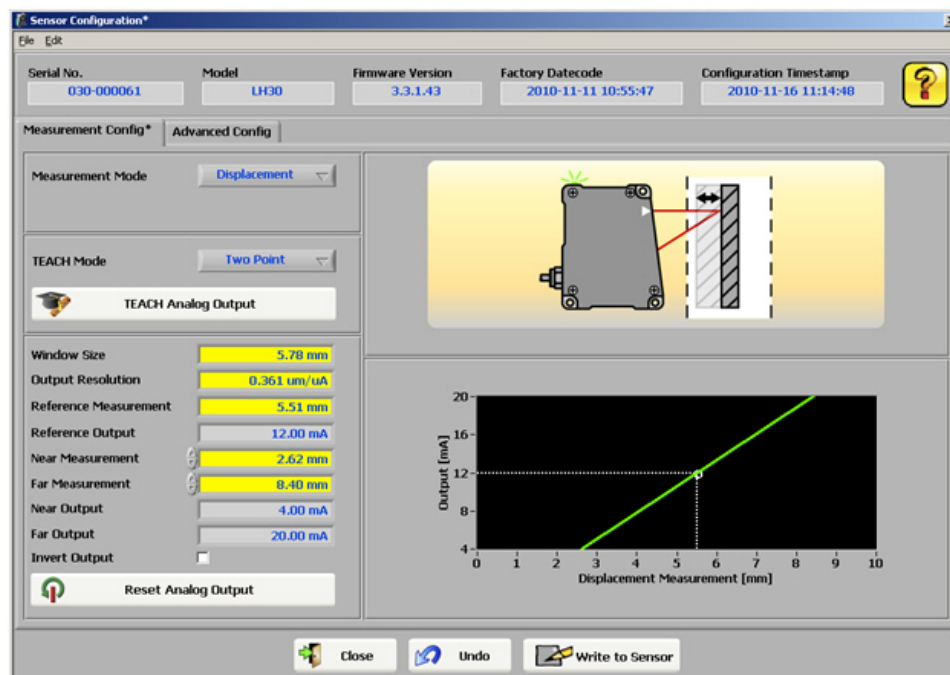 Sensor Configuration*
File Edit
Serial No. Model Firmware Version Factory Datecode Configuration Timestamp
030-000061 LH30 3.3.1.43 2010-11-11 10:55:47 2010-11-16 11:14:48
?
Measurement Config* Advanced Config
Measurement Mode Displacement
TEACH Mode Two Point
TEACH Analog Output
Window Size 5.78 mm
Output Resolution 0.361 um/uA
Reference Measurement 5.51 mm
Reference Output 12.00 mA
Near Measurement 2.62 mm
Far Measurement 8.40 mm
Near Output 4.00 mA
Far Output 20.00 mA
Invert Output
Reset Analog Output
Output [mA]
20
16
12
8
4
0 1 2 3 4 5 6 7 8 9 10
Displacement Measurement [mm]
Close Undo Write to Sensor